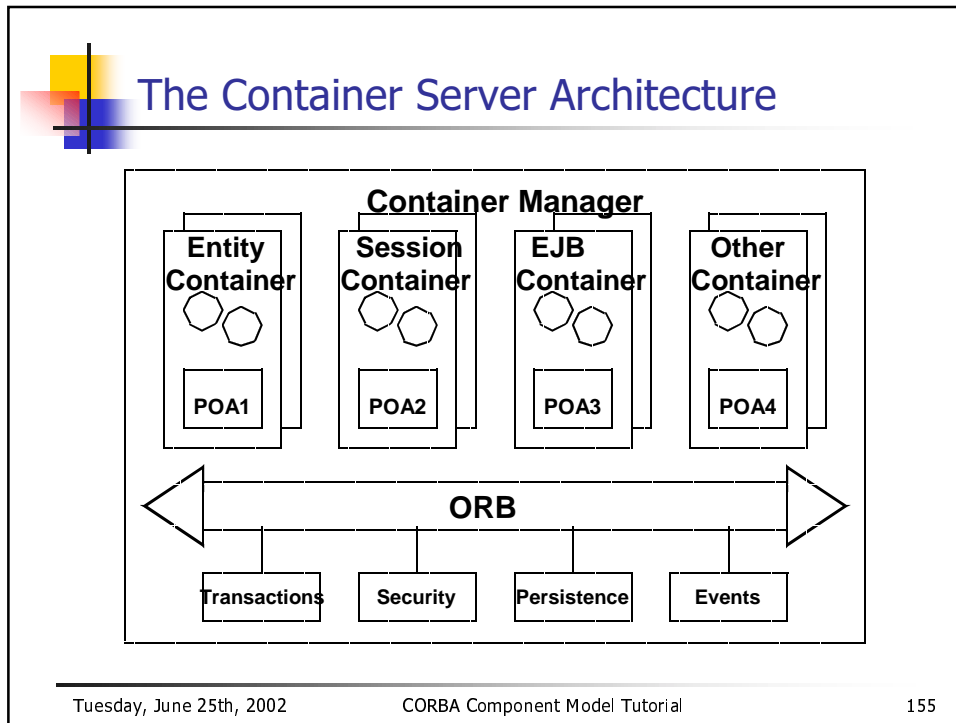 The Container Server Architecture
Container Manager
Entity
Container
Session
Container
EJB
Container
Other
Container
POA1
POA2
POA3
POA4
ORB
Transactions
Security
Persistence
Events
Tuesday, June 25th, 2002
CORBA Component Model Tutorial
155